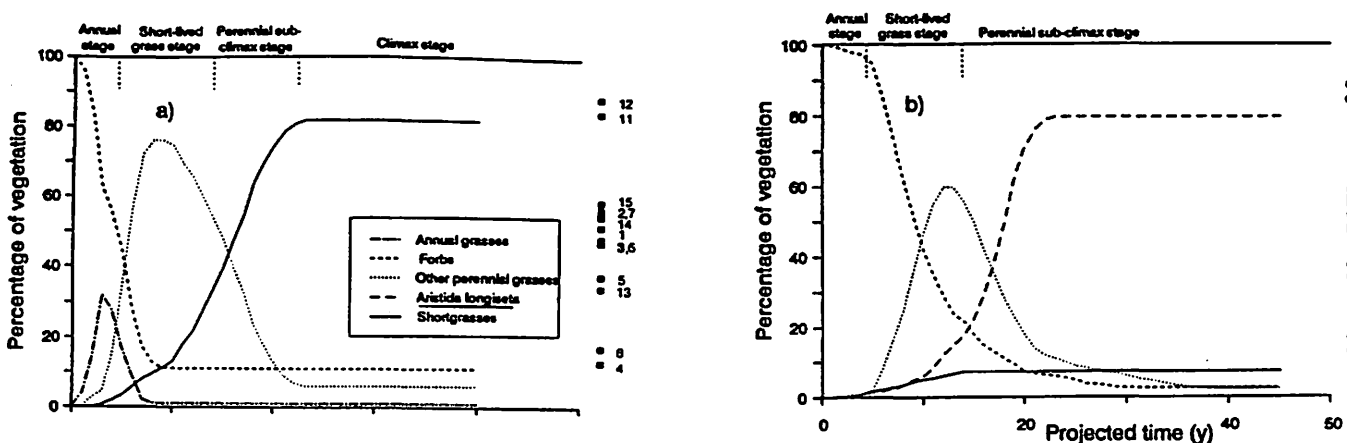 Annual stage
Short-lived grass stage
Perennial sub-climax stage
Climax stage
100
80
60
40
20
0
Percentage of vegetation
a)
Annual grasses
Forbs
Other perennial grasses
Aristida longiseta
Shortgrasses
12
11
15
2,7
14
1
3,6
5
13
8
4
Annual stage
Short-lived grass stage
Perennial sub-climax stage
100
80
60
40
20
0
Percentage of vegetation
b)
0
20
40
50
Projected time (y)